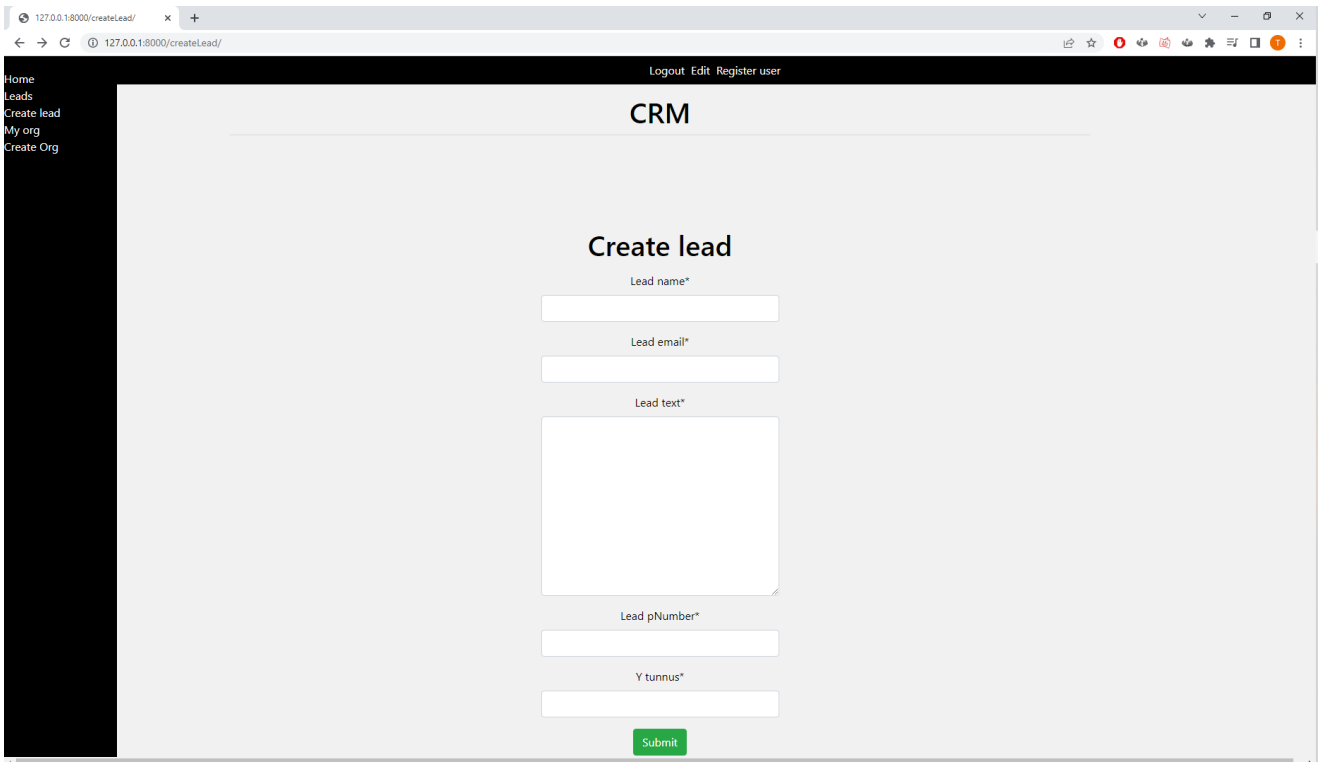 127.0.0.1:8000/createLead/
127.0.0.1:8000/createLead/
T
Logout Edit Register user
Home
Leads
Create lead
My org
Create Org
CRM
Create lead
Lead name*
Lead email*
Lead text*
Lead pNumber*
Y tunnus*
Submit